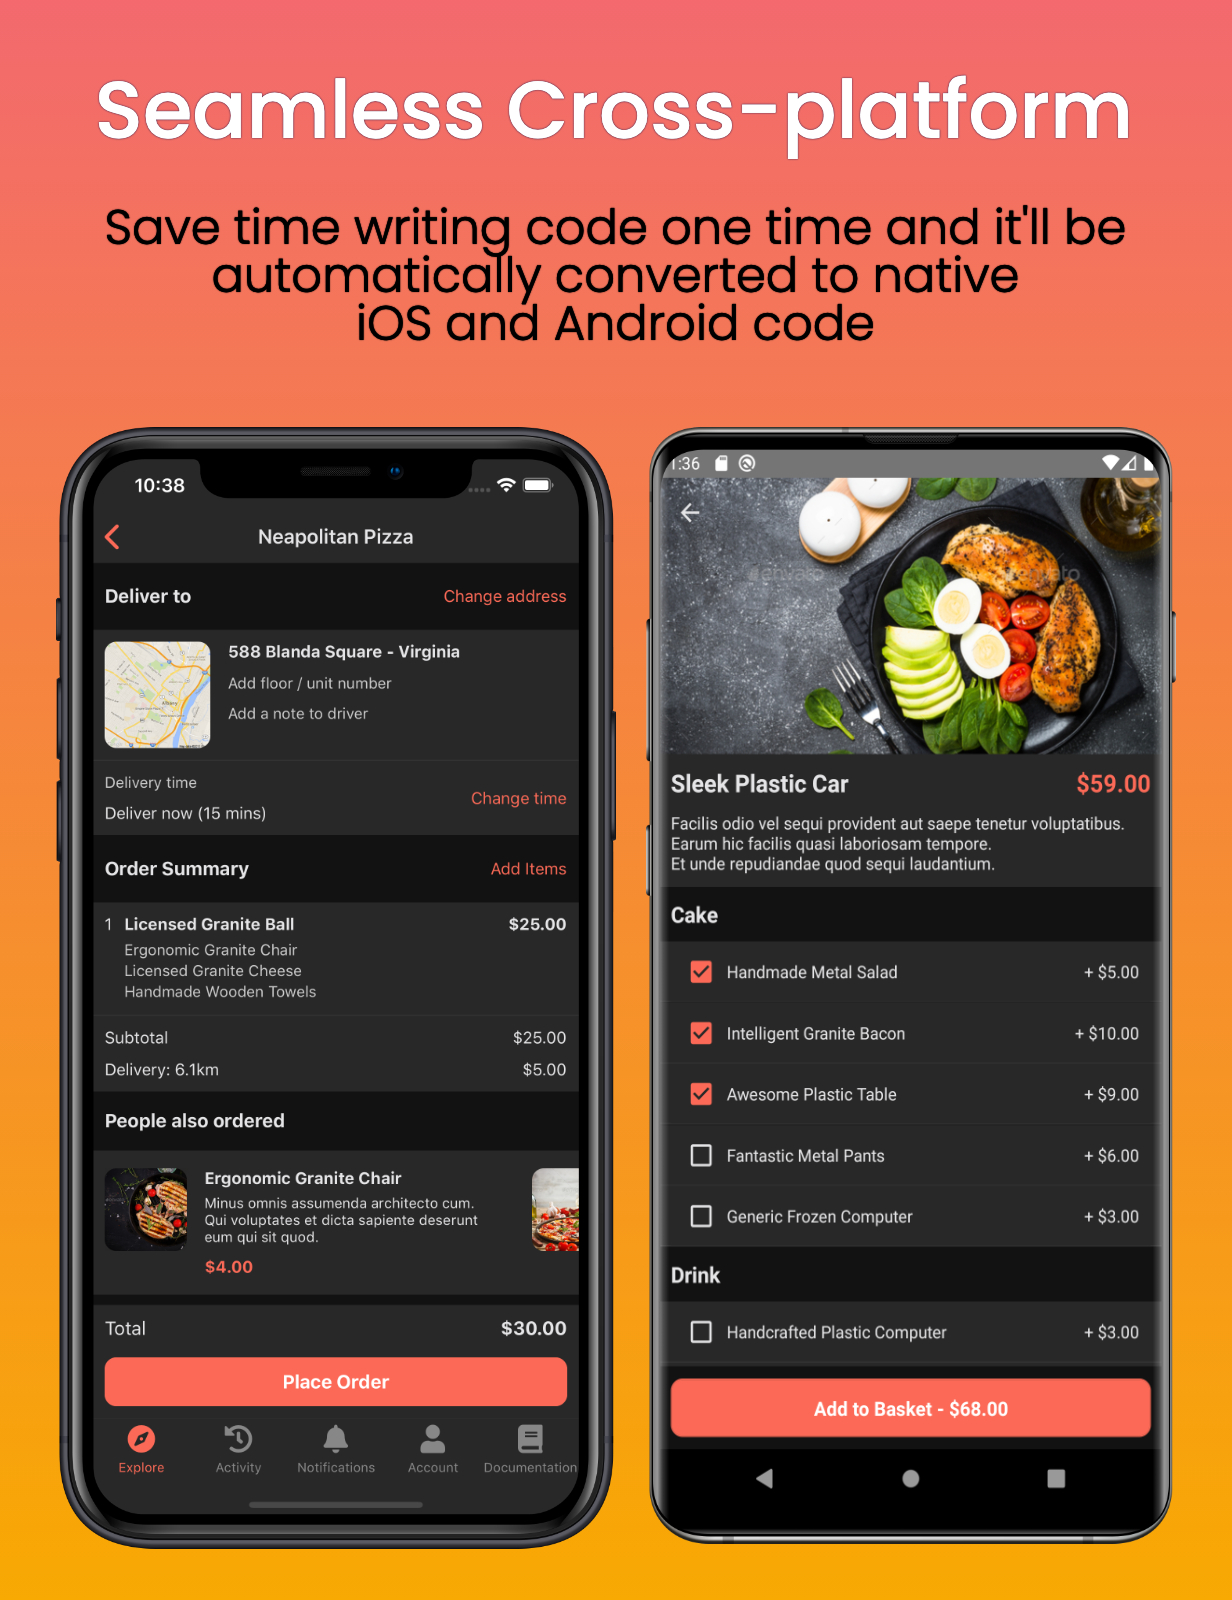 Seamless Cross-platform
Save time writing code one time and it'll be
automatically converted to native
iOS and Android code
10:38
Neapolitan Pizza
Deliver to
Change address
588 Blanda Square - Virginia
Add floor / unit number
Add a note to driver
Delivery time
Deliver now (15 mins)
Change time
Order Summary
Add Items
1 Licensed Granite Ball $25.00
Ergonomic Granite Chair
Licensed Granite Cheese
Handmade Wooden Towels
Subtotal $25.00
Delivery: 6.1km $5.00
People also ordered
Ergonomic Granite Chair
Minus omnis assumenda architecto cum.
Qui voluptates et dicta sapiente deserunt
eum qui sit quod.
$4.00
Total $30.00
Place Order
Explore Activity Notifications Account Documentation
1:36
Sleek Plastic Car $59.00
Facilis odio vel sequi provident aut saepe tenetur voluptatibus.
Earum hic facilis quasi laboriosam tempore.
Et unde repudiandae quod sequi laudantium.
Cake
Handmade Metal Salad + $5.00
Intelligent Granite Bacon + $10.00
Awesome Plastic Table + $9.00
Fantastic Metal Pants + $6.00
Generic Frozen Computer + $3.00
Drink
Handcrafted Plastic Computer + $3.00
Add to Basket - $68.00